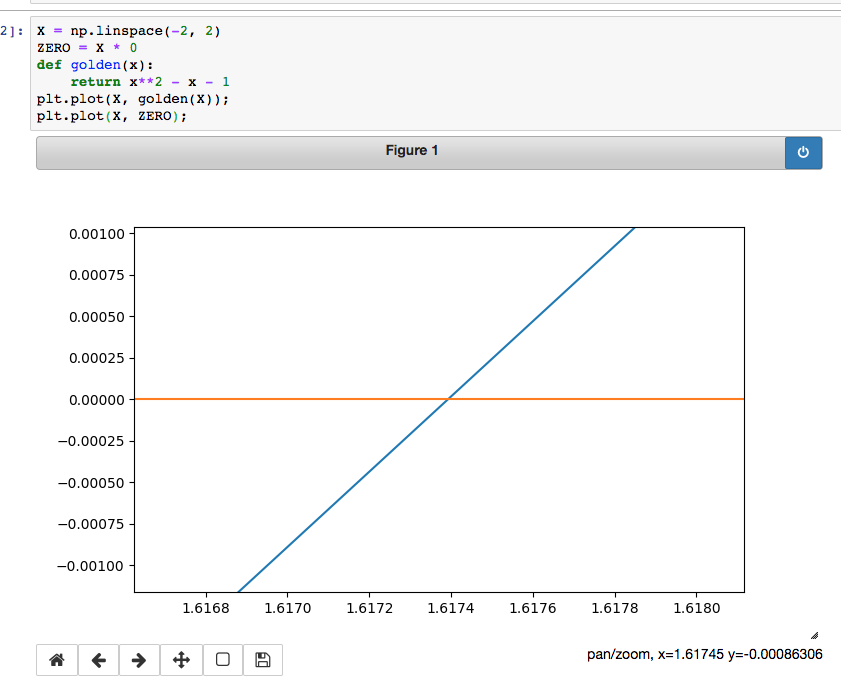 2]: X = np.linspace(-2, 2)
ZERO = X * 0
def golden(x):
    return x**2 - x - 1
plt.plot(X, golden(X));
plt.plot(X, ZERO);
Figure 1
0.00100
0.00075
0.00050
0.00025
0.00000
−0.00025
−0.00050
−0.00075
−0.00100
1.6168 1.6170 1.6172 1.6174 1.6176 1.6178 1.6180
pan/zoom, x=1.61745 y=-0.00086306